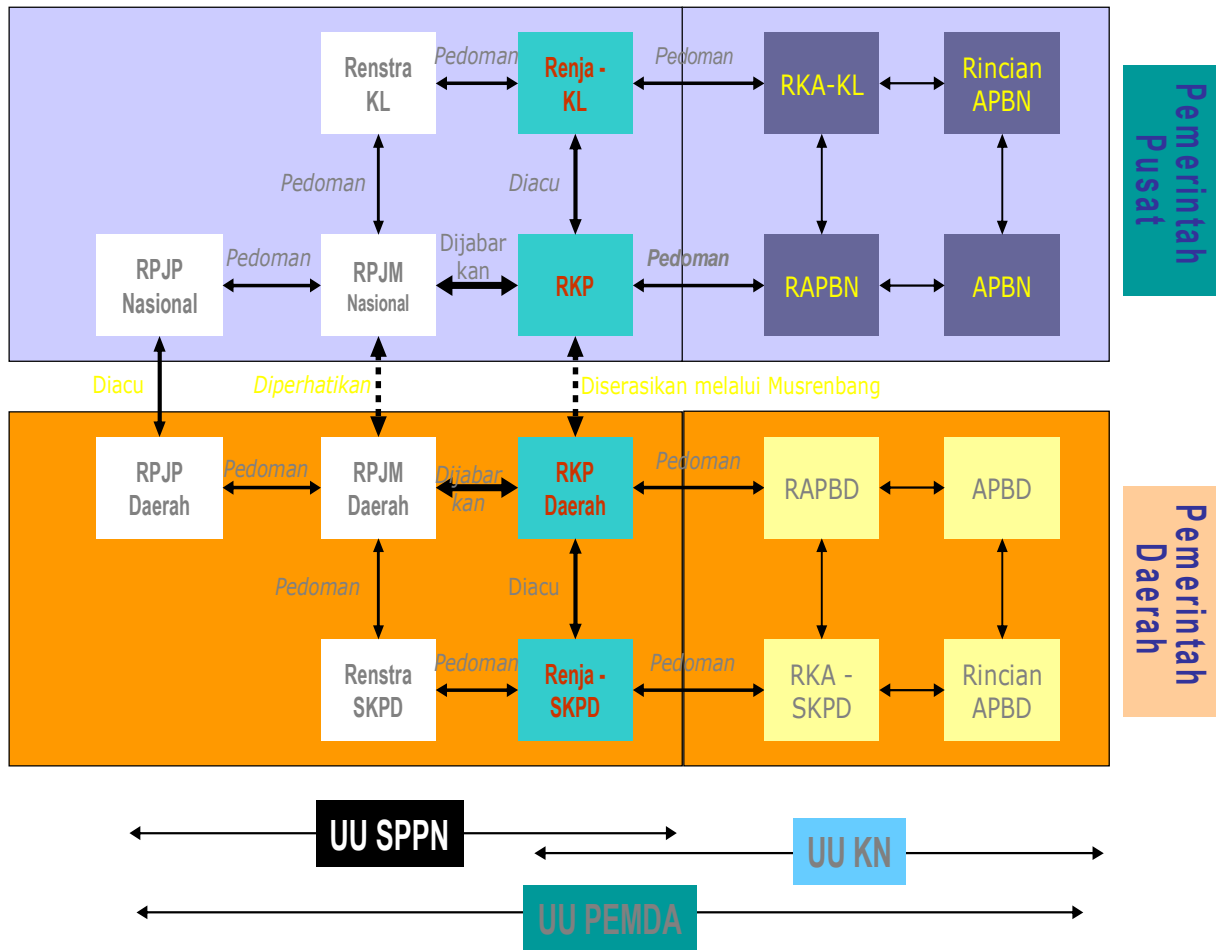 Pedoman
Pedoman
Renstra
KL
Renja -
KL
RKA-KL
Rincian
APBN
Pedoman
Diacu
RPJP
Nasional
Pedoman
RPJM
Nasional
Dijabar
kan
RKP
Pedoman
RAPBN
APBN
Pemerintah
Pusat
Diacu
Diperhatikan
Diserasikan melalui Musrenbang
RPJP
Daerah
Pedoman
RPJM
Daerah
Dijabar
kan
RKP
Daerah
Pedoman
RAPBD
APBD
Pedoman
Diacu
Renstra
SKPD
Pedoman
Renja -
SKPD
Pedoman
RKA -
SKPD
Rincian
APBD
Pemerintah
Daerah
UU SPPN
UU KN
UU PEMDA